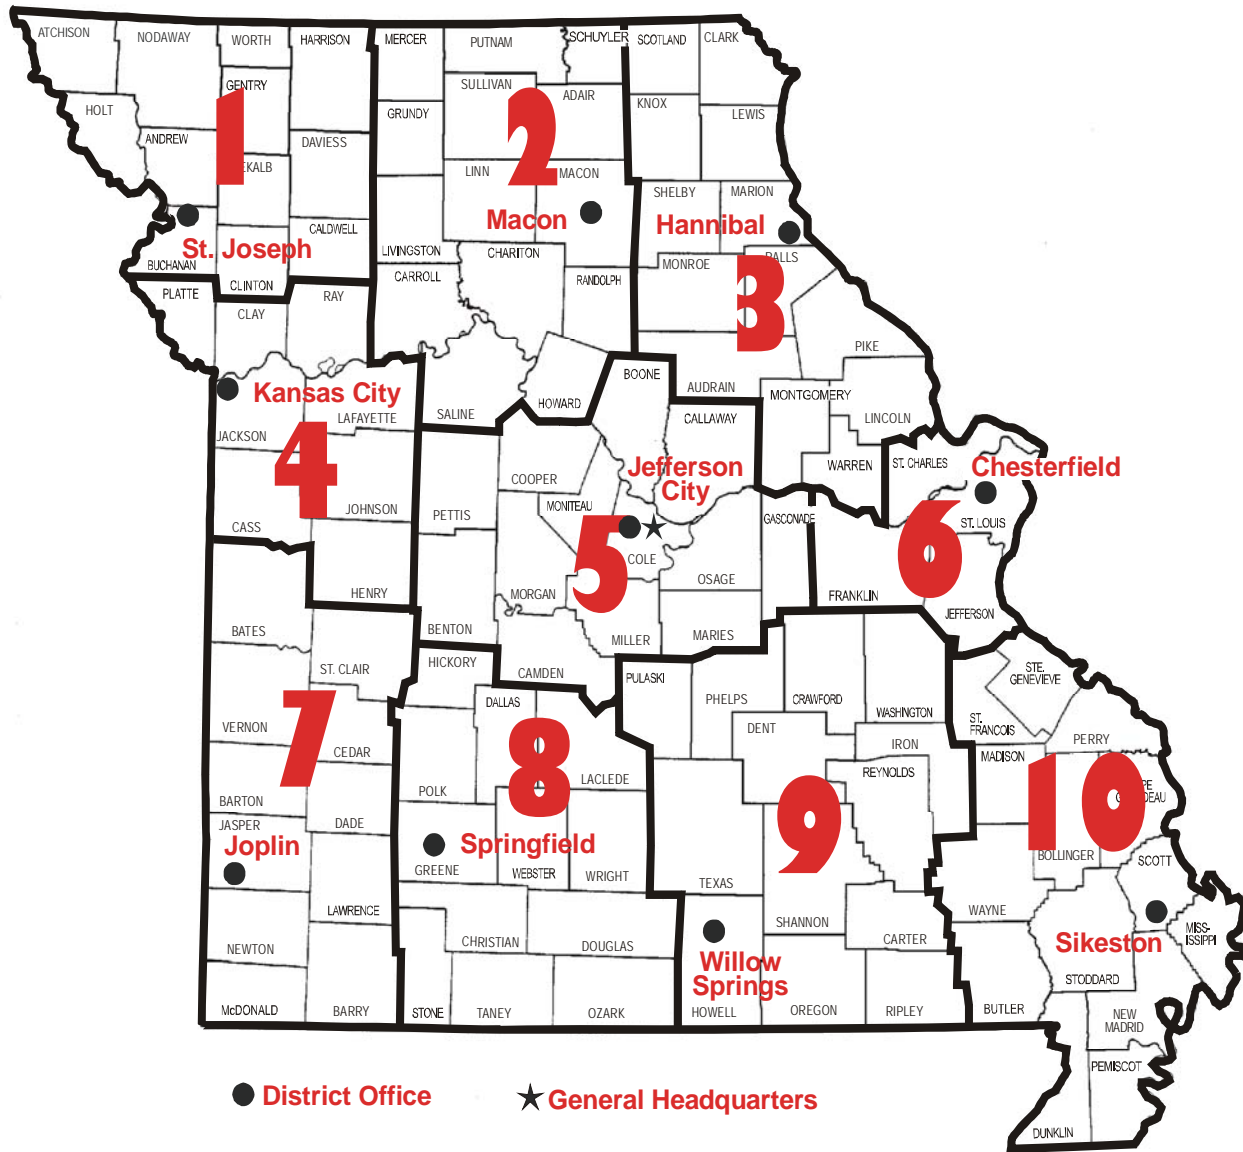 ATCHISON
NODAWAY
WORTH
HARRISON
MERCER
PUTNAM
SCHUYLER
SCOTLAND
CLARK
GENTRY
SULLIVAN
ADAIR
HOLT
GRUNDY
KNOX
LEWIS
1
2
ANDREW
DAVIESS
EKALB
LINN
MACON
SHELBY
MARION
Macon
Hannibal
St. Joseph
CALDWELL
LIVINGSTON
CHARITON
BUCHANAN
MONROE
3
CLINTON
CARROLL
RANDOLPH
PLATTE
RAY
CLAY
PIKE
BOONE
AUDRAIN
MONTGOMERY
Kansas City
LAFAYETTE
SALINE
HOWARD
CALLAWAY
LINCOLN
JACKSON
4
Jefferson
City
WARREN
ST. CHARLES
Chesterfield
COOPER
MONITEAU
CASS
JOHNSON
PETTIS
GASCONADE
ST. LOUIS
5
COLE
6
OSAGE
HENRY
MORGAN
FRANKLIN
JEFFERSON
BATES
BENTON
MILLER
MARIES
ST. CLAIR
HICKORY
CAMDEN
PULASKI
STE.
GENEVIEVE
DALLAS
PHELPS
CRAWFORD
WASHINGTON
7
VERNON
8
DENT
ST.
FRANCOIS
CEDAR
IRON
PERRY
MADISON
LACLEDE
REYNOLDS
POLK
9
10
BARTON
JASPER
DADE
Joplin
Springfield
GREENE
WEBSTER
WRIGHT
TEXAS
BOLLINGER
SCOTT
LAWRENCE
SHANNON
WAYNE
NEWTON
CHRISTIAN
DOUGLAS
CARTER
Sikeston
MISS-
ISSIPPI
Willow
Springs
STODDARD
McDONALD
BARRY
STONE
TANEY
OZARK
HOWELL
OREGON
RIPLEY
BUTLER
NEW
MADRID
PEMISCOT
DUNKLIN
District Office
General Headquarters